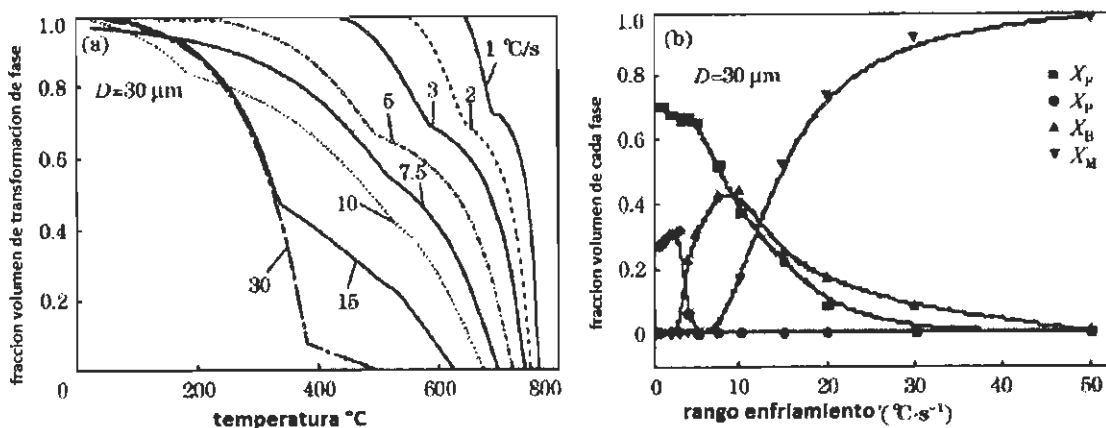 fraccion volumen de transformacion de fase
1.0
0.8
0.6
0.4
0.2
(a)
D=30 μm
1 ℃/s
2
3
5
7.5
10
15
30
0
200
400
600
800
temperatura °C
fraccion volumen de cada fase
1.0
0.8
0.6
0.4
0.2
0
(b)
D=30 μm
X_F
X_P
X_B
X_M
0
10
20
30
40
50
rango enfriamiento (℃·s⁻¹)